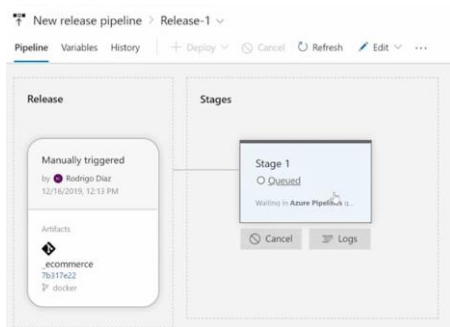 New release pipeline > Release-1
Pipeline Variables History + Deploy Cancel Refresh Edit ...
Release
Stages
Manually triggered
by Rodrigo Diaz
12/16/2019, 12:13 PM
Artifacts
_ecommerce
7b317e22
docker
Stage 1
Queued
Waiting in Azure Pipelines q...
Cancel Logs